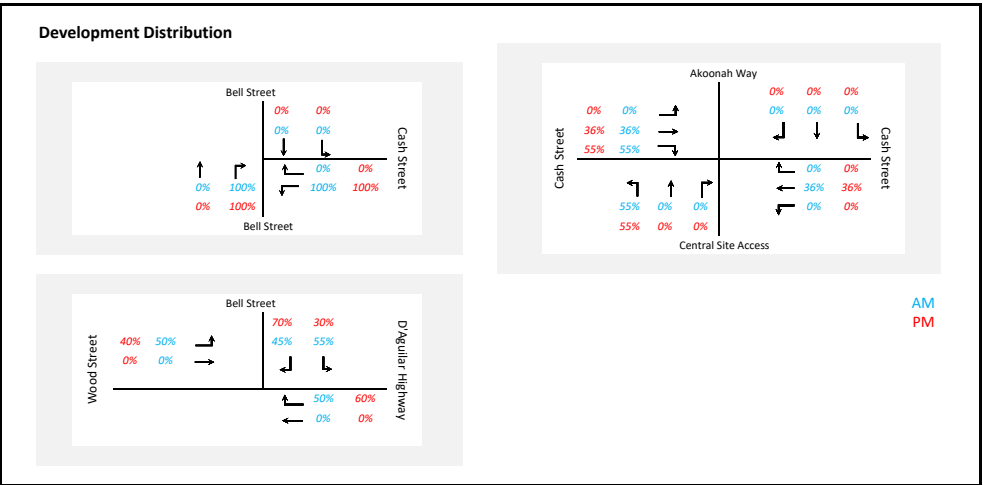 Development Distribution
Bell Street
0% 0%
0% 0%
Cash Street
0% 0%
0% 100% 100% 100%
0% 100%
Bell Street
Akoonah Way
0% 0% 0%
0% 0% 0% 0% 0%
36% 36%
55% 55%
Cash Street
Cash Street
0% 0%
36% 36%
55% 0% 0% 0% 0%
55% 0% 0%
Central Site Access
Bell Street
70% 30%
40% 50% 45% 55%
0% 0%
Wood Street
D'Aguilar Highway
50% 60%
0% 0%
AM
PM